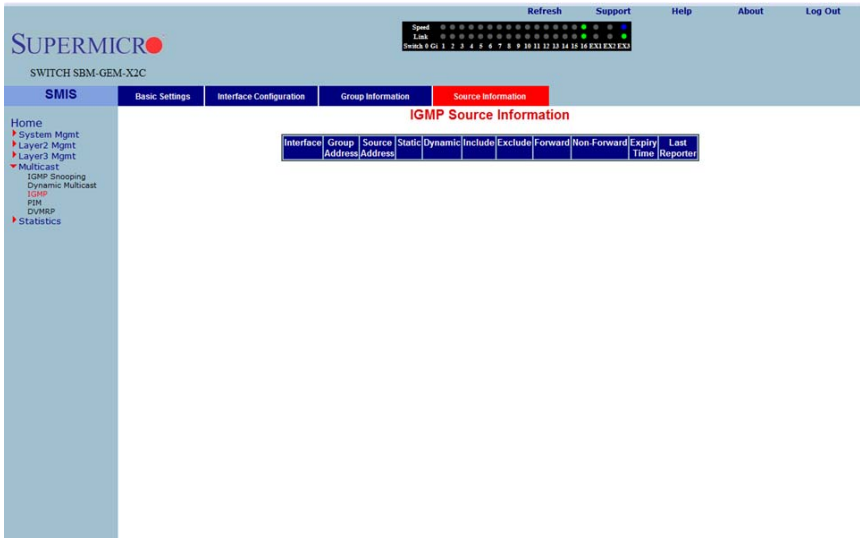 Refresh Support Help About Log Out
Speed
Link
Switch 0 Gi 1 2 3 4 5 6 7 8 9 10 11 12 13 14 15 16 EX1 EX2 EX3
SUPERMICRO
SWITCH SBM-GEM-X2C
SMIS
Basic Settings Interface Configuration Group Information Source Information
Home
System Mgmt
Layer2 Mgmt
Layer3 Mgmt
Multicast
IGMP Snooping
Dynamic Multicast
IGMP
PIM
DVMRP
Statistics
IGMP Source Information
Interface Group Address Source Address Static Dynamic Include Exclude Forward Non-Forward Expiry Time Last Reporter